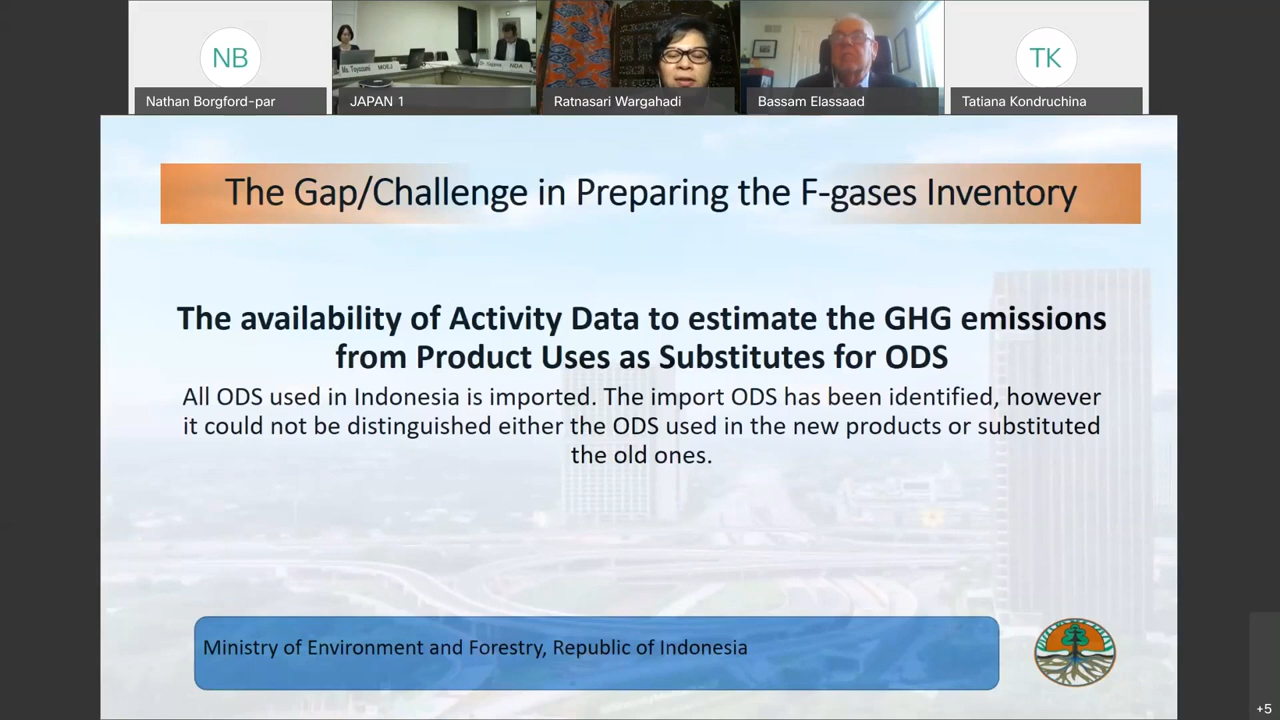 NB
TK
Ms. Toyozumi MOEJ
NDA
Nathan Borgford-par
JAPAN 1
Ratnasari Wargahadi
Bassam Elassaad
Tatiana Kondruchina
The Gap/Challenge in Preparing the F-gases Inventory
The availability of Activity Data to estimate the GHG emissions
from Product Uses as Substitutes for ODS
All ODS used in Indonesia is imported. The import ODS has been identified, however
it could not be distinguished either the ODS used in the new products or substituted
the old ones.
Ministry of Environment and Forestry, Republic of Indonesia
+5